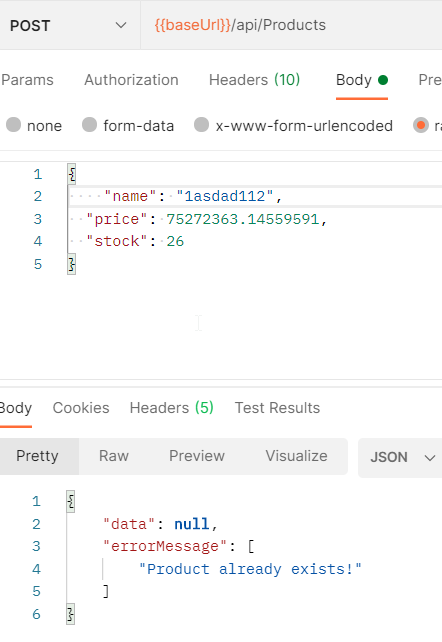 POST {{baseUrl}}/api/Products
Params Authorization Headers (10) Body Pre
none form-data x-www-form-urlencoded r
1 {
2 ····"name":·"1asdad112",
3 ··"price":·75272363.14559591,
4 ··"stock":·26
5 }
Body Cookies Headers (5) Test Results
Pretty Raw Preview Visualize JSON
1 {
2 "data": null,
3 "errorMessage": [
4 "Product already exists!"
5 ]
6 }